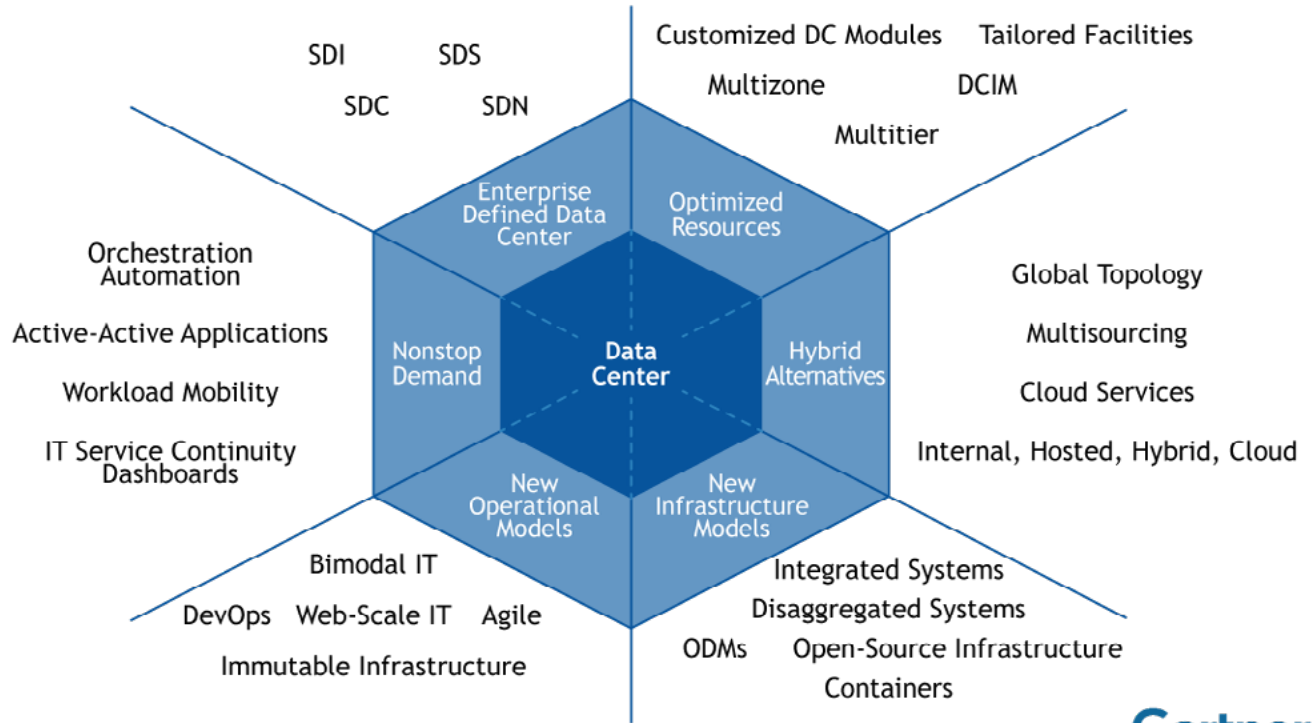 SDI SDS
SDC SDN
Customized DC Modules Tailored Facilities
Multizone DCIM
Multitier
Enterprise
Defined Data
Center
Optimized
Resources
Orchestration
Automation
Active-Active Applications
Workload Mobility
IT Service Continuity
Dashboards
Nonstop
Demand
Data
Center
Hybrid
Alternatives
Global Topology
Multisourcing
Cloud Services
Internal, Hosted, Hybrid, Cloud
New
Operational
Models
New
Infrastructure
Models
Bimodal IT
DevOps Web-Scale IT Agile
Immutable Infrastructure
Integrated Systems
Disaggregated Systems
ODMs Open-Source Infrastructure
Containers